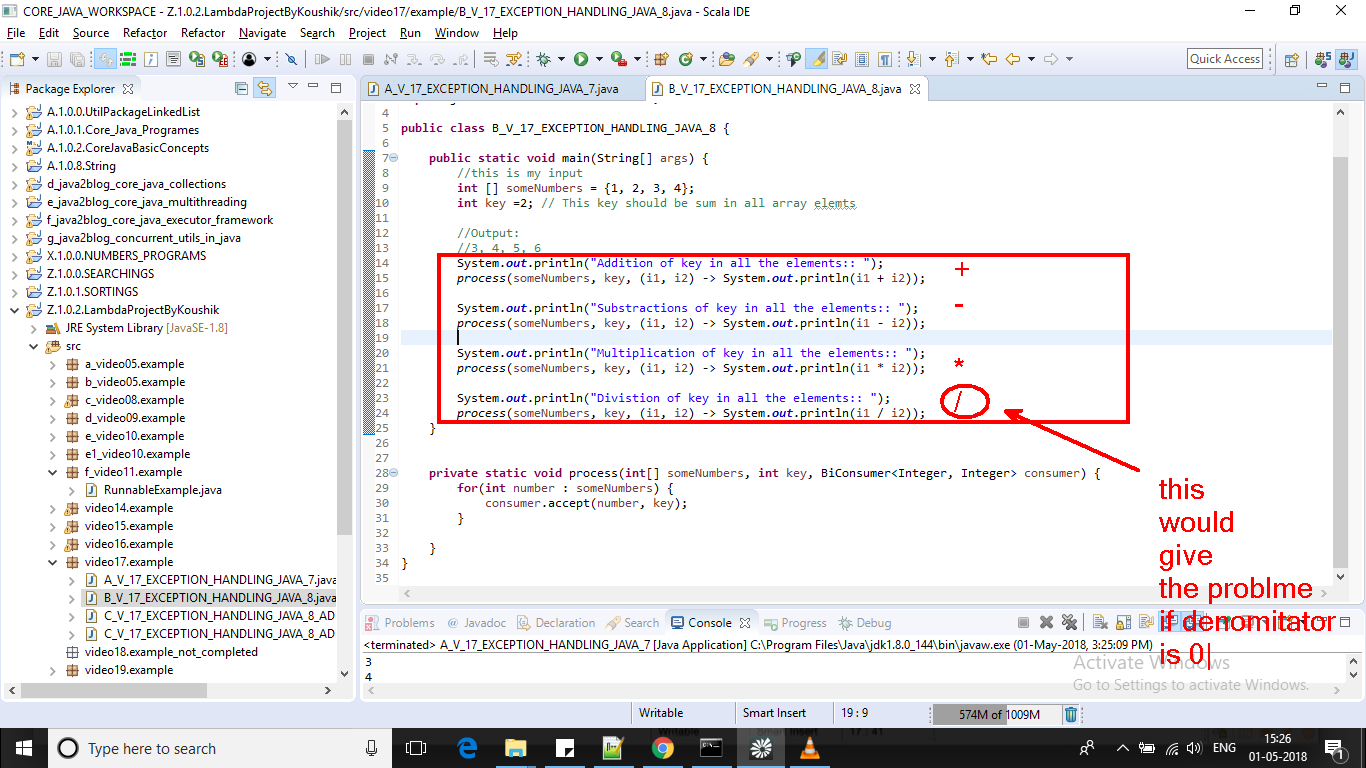 CORE_JAVA_WORKSPACE - Z.1.0.2.LambdaProjectByKoushik/src/video17/example/B_V_17_EXCEPTION_HANDLING_JAVA_8.java - Scala IDE
File Edit Source Refactor Refactor Navigate Search Project Run Window Help
Quick Access
Package Explorer
A.1.0.0.UtilPackageLinkedList
A.1.0.1.Core_Java_Programes
A.1.0.2.CoreJavaBasicConcepts
A.1.0.8.String
d_java2blog_core_java_collections
e_java2blog_core_java_multithreading
f_java2blog_core_java_executor_framework
g_java2blog_concurrent_utils_in_java
X.1.0.0.NUMBERS_PROGRAMS
Z.1.0.0.SEARCHINGS
Z.1.0.1.SORTINGS
Z.1.0.2.LambdaProjectByKoushik
JRE System Library [JavaSE-1.8]
src
a_video05.example
b_video05.example
c_video08.example
d_video09.example
e_video10.example
e1_video10.example
f_video11.example
RunnableExample.java
video14.example
video15.example
video16.example
video17.example
A_V_17_EXCEPTION_HANDLING_JAVA_7.java
B_V_17_EXCEPTION_HANDLING_JAVA_8.java
C_V_17_EXCEPTION_HANDLING_JAVA_8_AD
C_V_17_EXCEPTION_HANDLING_JAVA_8_AD
video18.example_not_completed
video19.example
A_V_17_EXCEPTION_HANDLING_JAVA_7.java B_V_17_EXCEPTION_HANDLING_JAVA_8.java
4
5 public class B_V_17_EXCEPTION_HANDLING_JAVA_8 {
6
7 public static void main(String[] args) {
8 //this is my input
9 int [] someNumbers = {1, 2, 3, 4};
10 int key =2; // This key should be sum in all array elemts
11
12 //Output:
13 //3, 4, 5, 6
14 System.out.println("Addition of key in all the elements:: "); +
15 process(someNumbers, key, (i1, i2) -> System.out.println(i1 + i2));
16
17 System.out.println("Substractions of key in all the elements:: "); -
18 process(someNumbers, key, (i1, i2) -> System.out.println(i1 - i2));
19
20 System.out.println("Multiplication of key in all the elements:: ");
21 process(someNumbers, key, (i1, i2) -> System.out.println(i1 * i2)); *
22
23 System.out.println("Divistion of key in all the elements:: "); /
24 process(someNumbers, key, (i1, i2) -> System.out.println(i1 / i2));
25 }
26
27
28 private static void process(int[] someNumbers, int key, BiConsumer<Integer, Integer> consumer) {
29 for(int number : someNumbers) {
30 consumer.accept(number, key);
31 }
32
33 }
34 }
35
this
would
give
the problme
if denomitator
is 0
Problems Javadoc Declaration Search Console Progress Debug
<terminated> A_V_17_EXCEPTION_HANDLING_JAVA_7 [Java Application] C:\Program Files\Java\jdk1.8.0_144\bin\javaw.exe (01-May-2018, 3:25:09 PM)
3
4
Activate Windows
Go to Settings to activate Windows.
Writable Smart Insert 19 : 9 574M of 1009M
Type here to search
ENG
15:26
01-05-2018
1